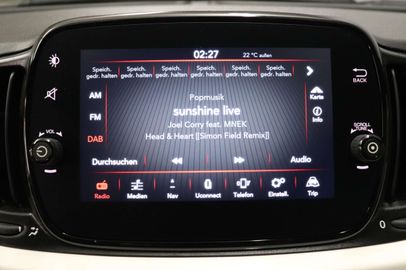 02:27 22 °C außen
Speich. Speich. Speich. Speich. Speich. Speich.
gedr. halten gedr. halten gedr. halten gedr. halten gedr. halten gedr. halten
BACK
AM
Popmusik
Karte
sunshine live
FM
Joel Corry feat. MNEK
Info
VOL
SCROLL
TUNE
DAB
Head & Heart [[Simon Field Remix]]
Durchsuchen
Audio
Radio Medien Nav Uconnect Telefon Einstell. Trip